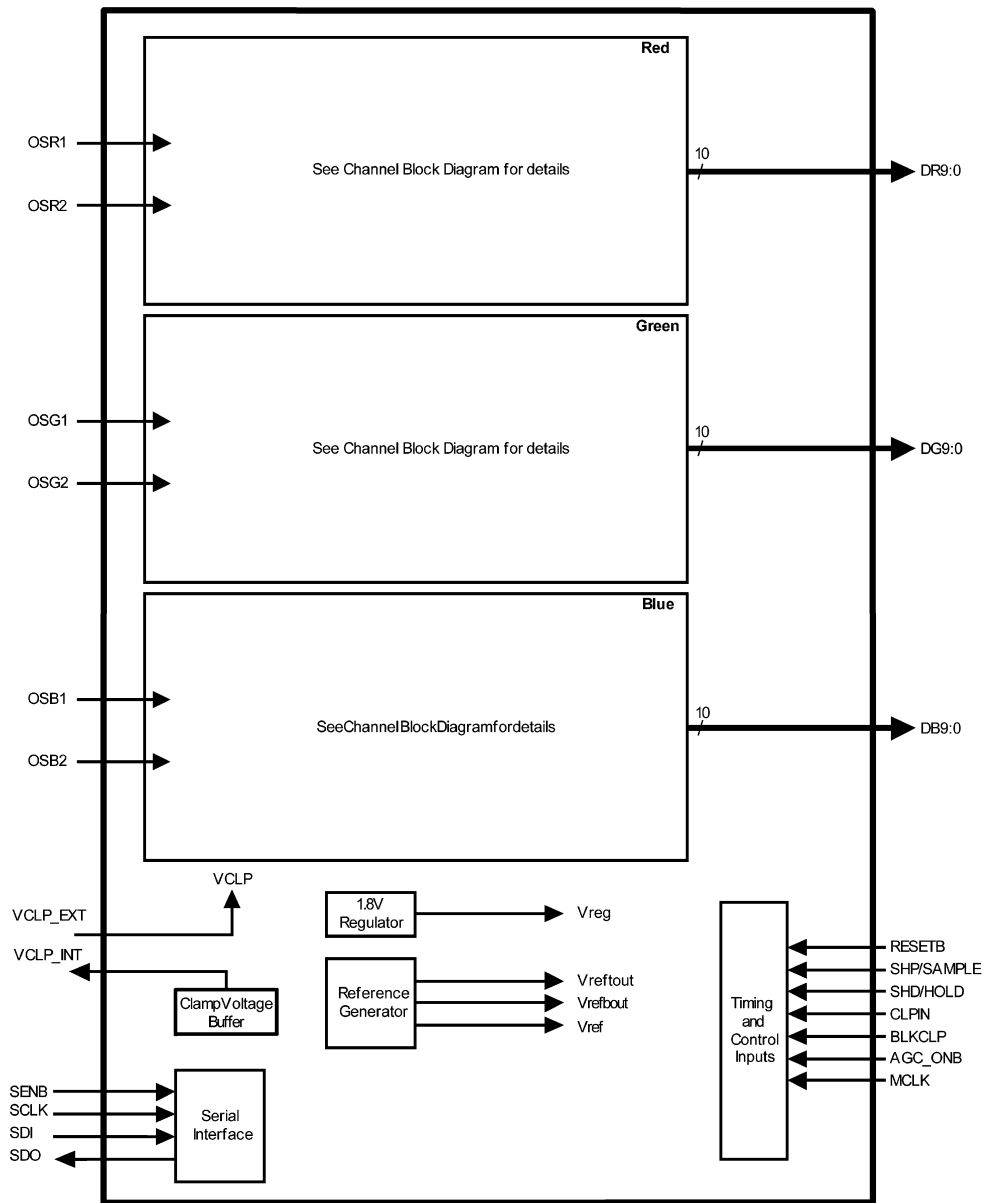 Red
OSR1
OSR2
See Channel Block Diagram for details
10
DR9:0
Green
OSG1
OSG2
See Channel Block Diagram for details
10
DG9:0
Blue
OSB1
OSB2
SeeChannelBlockDiagramfordetails
10
DB9:0
VCLP
VCLP_EXT
VCLP_INT
ClampVoltage
Buffer
1.8V
Regulator
Vreg
Reference
Generator
Vreftout
Vrefbout
Vref
Timing
and
Control
Inputs
RESETB
SHP/SAMPLE
SHD/HOLD
CLPIN
BLKCLP
AGC_ONB
MCLK
SENB
SCLK
SDI
SDO
Serial
Interface